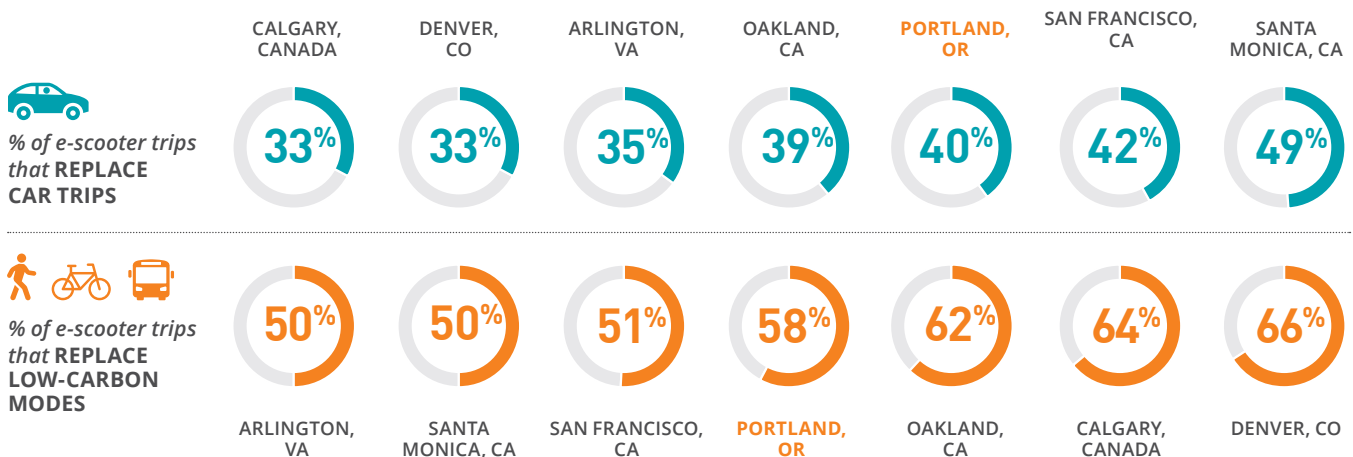 CALGARY,
CANADA
DENVER,
CO
ARLINGTON,
VA
OAKLAND,
CA
PORTLAND,
OR
SAN FRANCISCO,
CA
SANTA
MONICA, CA
% of e-scooter trips
that REPLACE
CAR TRIPS
33%
33%
35%
39%
40%
42%
49%
% of e-scooter trips
that REPLACE
LOW-CARBON
MODES
50%
50%
51%
58%
62%
64%
66%
ARLINGTON,
VA
SANTA
MONICA, CA
SAN FRANCISCO,
CA
PORTLAND,
OR
OAKLAND,
CA
CALGARY,
CANADA
DENVER, CO